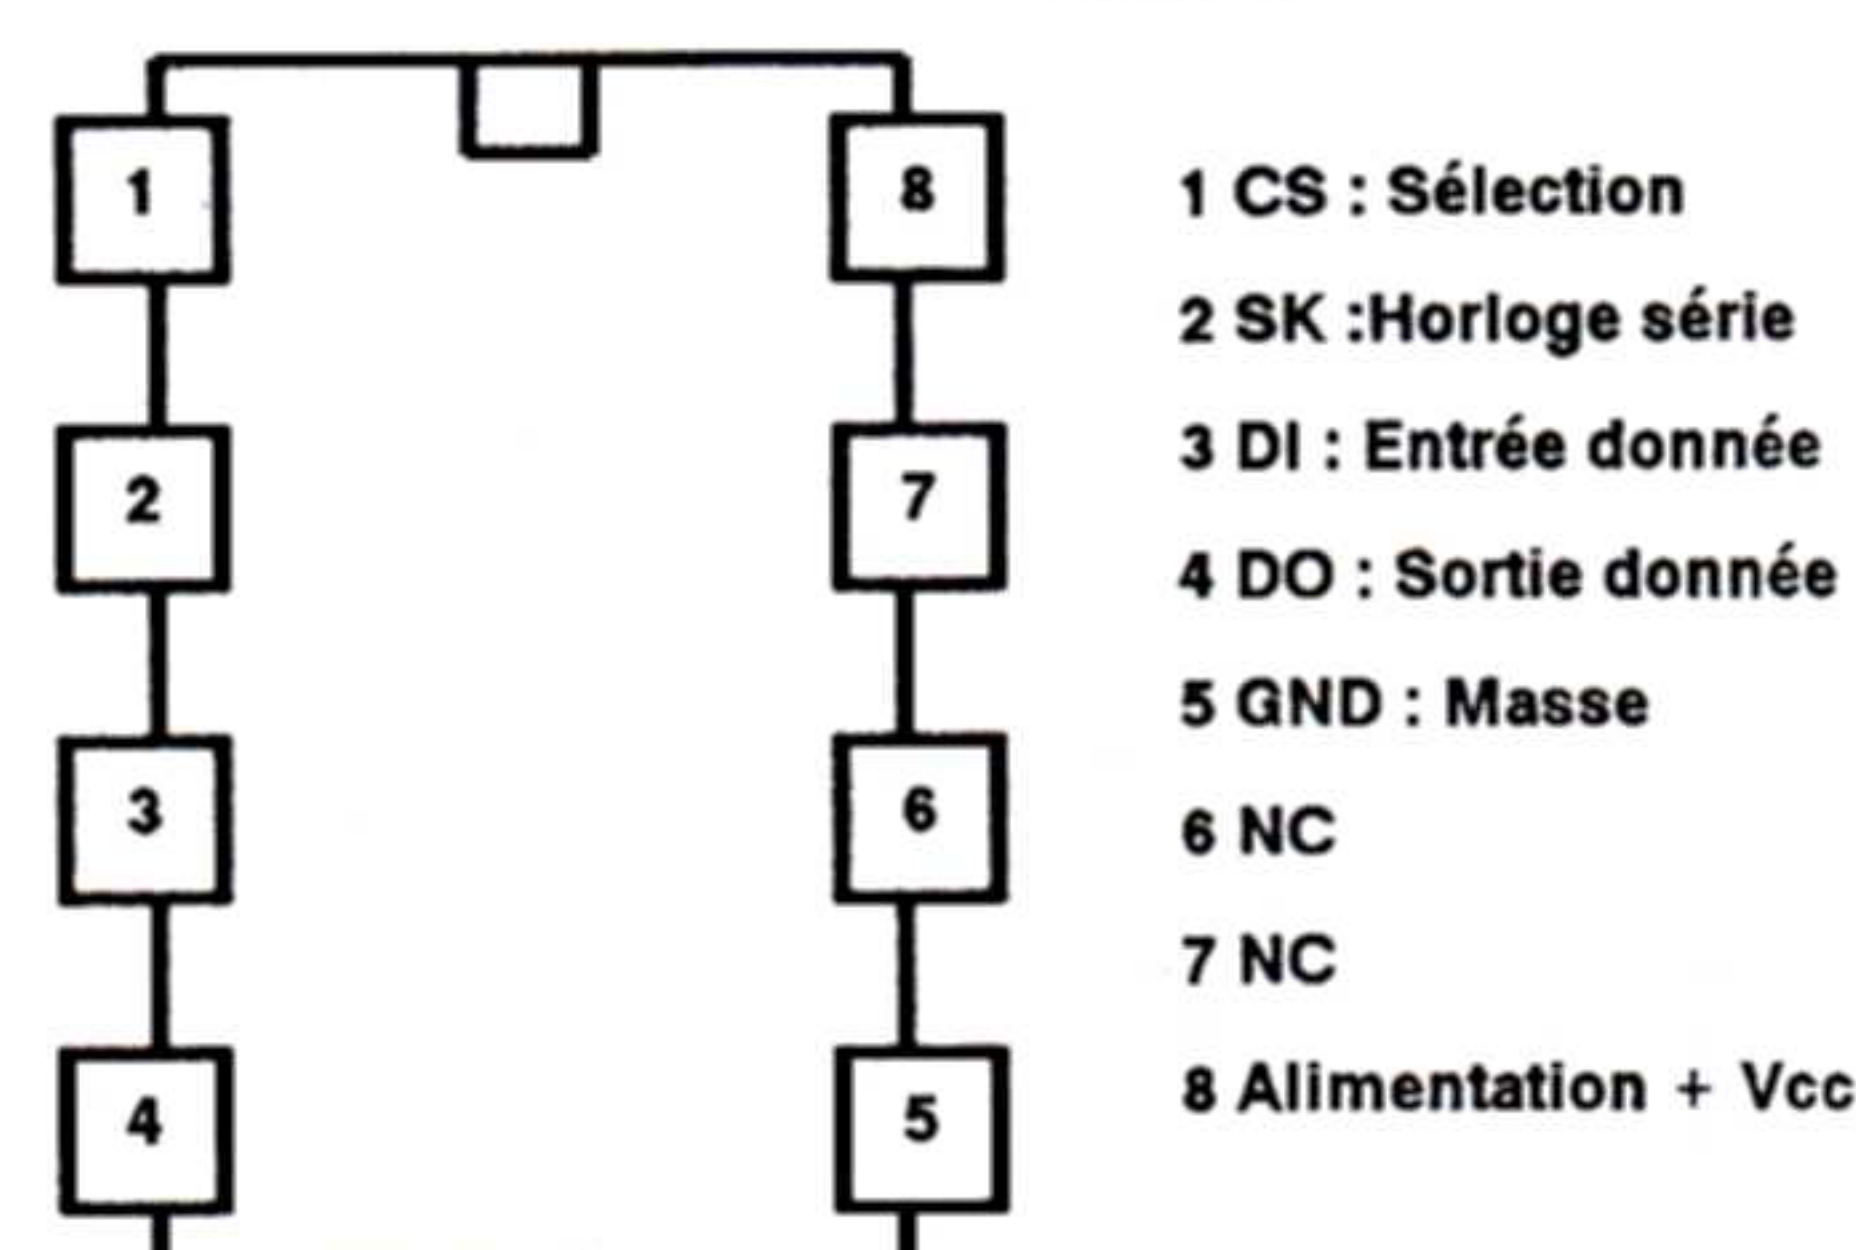 1 8
2 7
3 6
4 5
1 CS : Sélection
2 SK :Horloge série
3 DI : Entrée donnée
4 DO : Sortie donnée
5 GND : Masse
6 NC
7 NC
8 Alimentation + Vcc